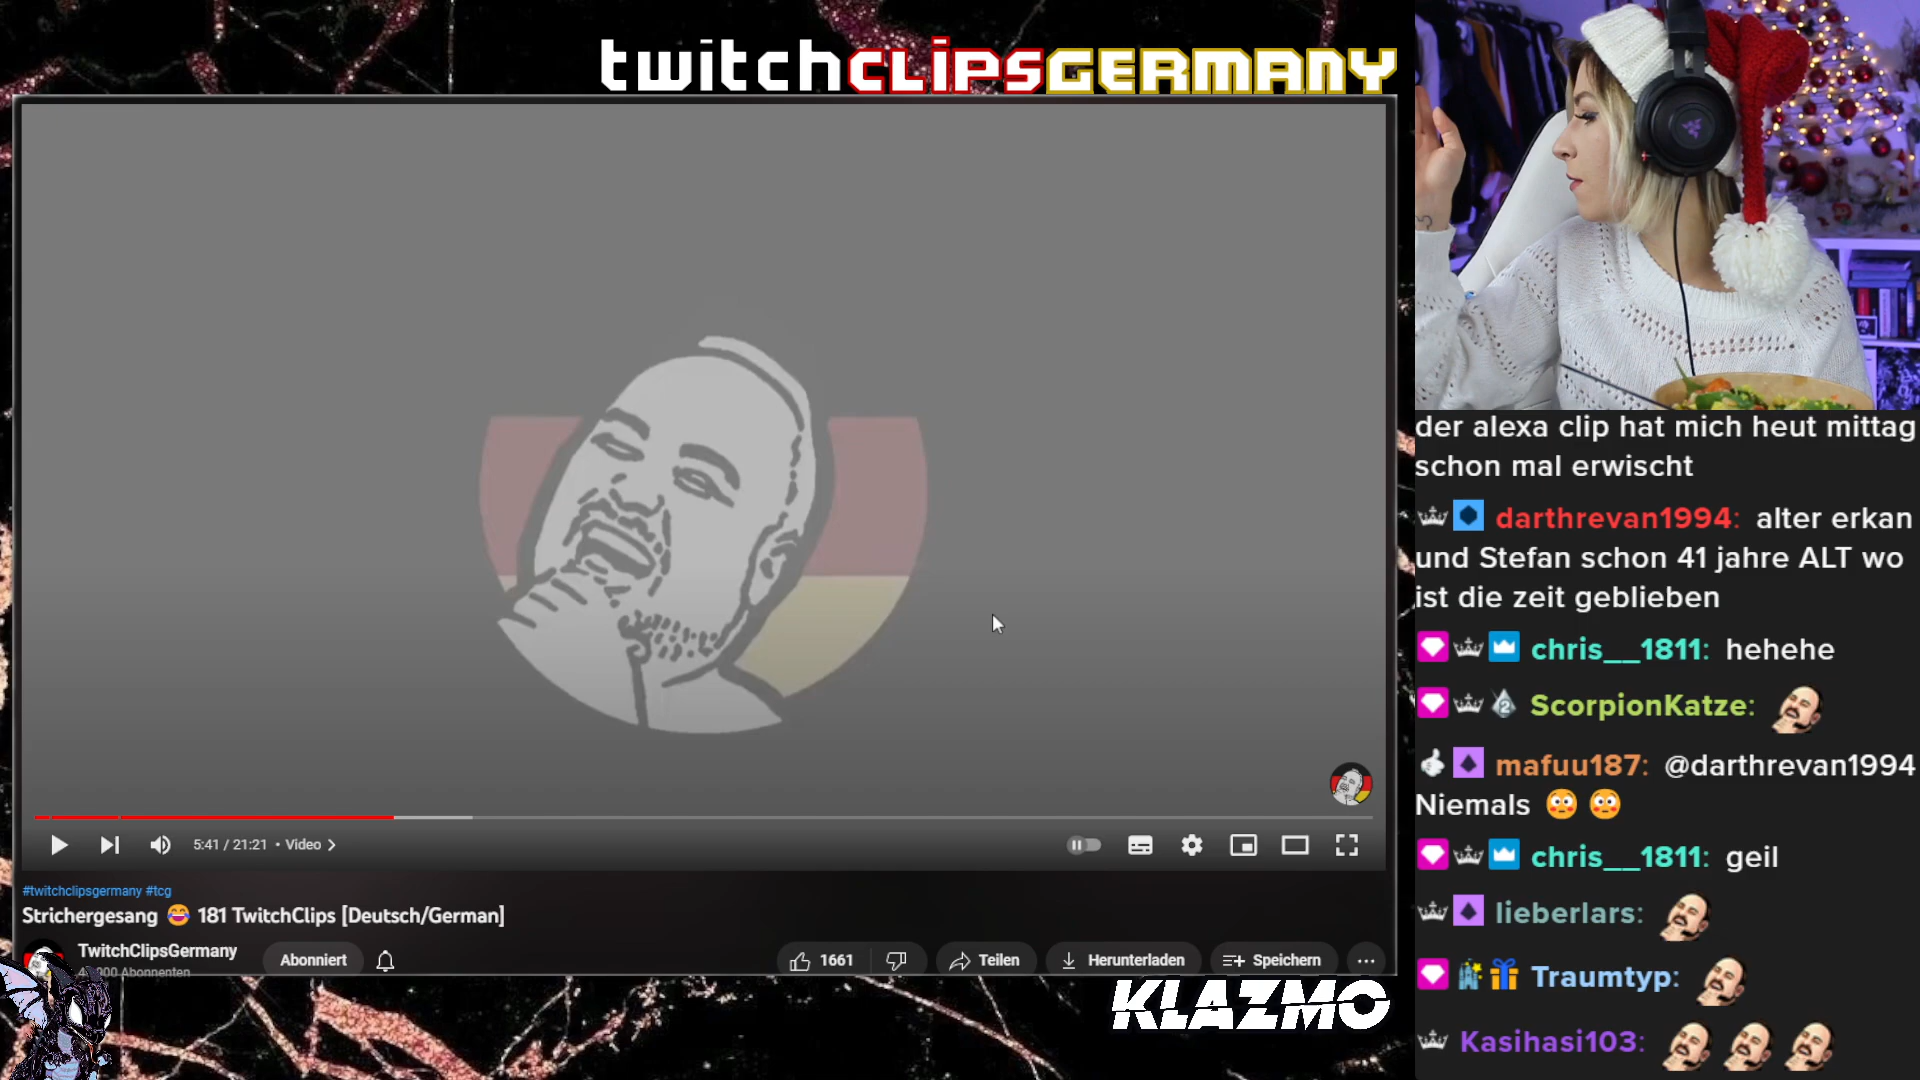 twitchclipsGERMANY
5:41 / 21:21 • Video
#twitchclipsgermany #tcg
Strichergesang 😂 181 TwitchClips [Deutsch/German]
TwitchClipsGermany
Abonnenten
Abonniert
1661
Teilen
Herunterladen
Speichern
KLAZMO
der alexa clip hat mich heut mittag
schon mal erwischt
darthrevan1994: alter erkan
und Stefan schon 41 jahre ALT wo
ist die zeit geblieben
chris__1811: hehehe
ScorpionKatze:
mafuu187: @darthrevan1994
Niemals 😳 😳
chris__1811: geil
lieberlars:
Traumtyp:
Kasihasi103: